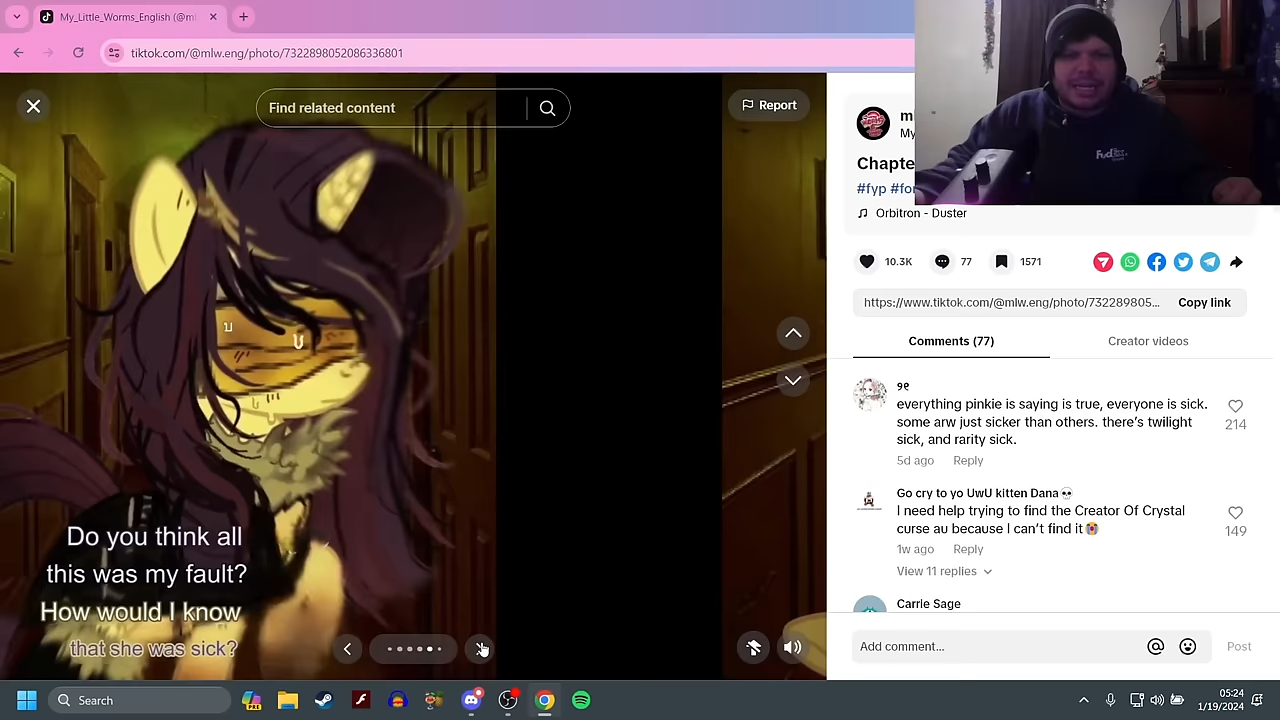 My_Little_Worms_English (@ml
tiktok.com/@mlw.eng/photo/7322898052086336801
Find related content
Report
My
Chapte
#fyp #for
Orbitron - Duster
10.3K
77
1571
https://www.tiktok.com/@mlw.eng/photo/732289805...
Copy link
Comments (77)
Creator videos
everything pinkie is saying is true, everyone is sick.
some arw just sicker than others. there's twilight
sick, and rarity sick.
214
5d ago
Reply
Go cry to yo UwU kitten Dana💀
I need help trying to find the Creator Of Crystal
curse au because I can't find it😭
149
1w ago
Reply
View 11 replies
Carrie Sage
Add comment...
Post
Do you think all
this was my fault?
How would I know
that she was sick?
Search
PRE
05:24
1/19/2024